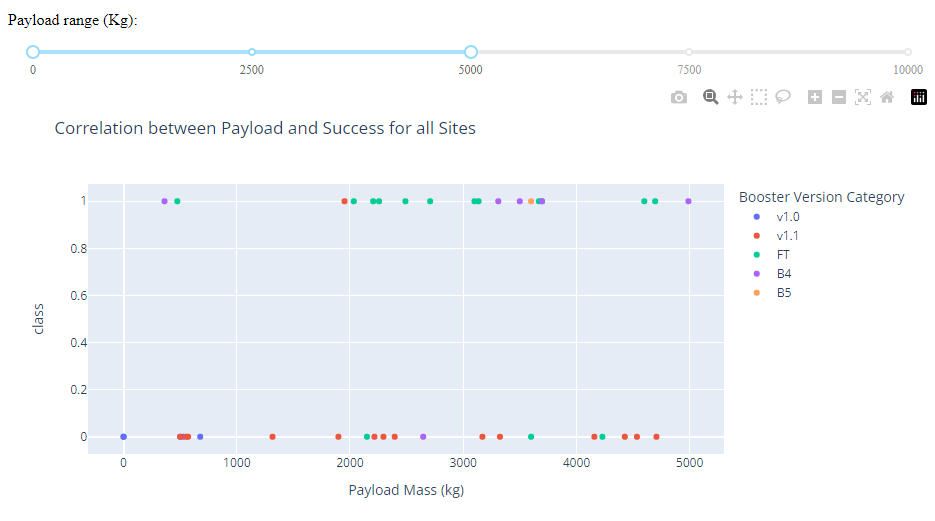 Payload range (Kg):
0 2500 5000 7500 10000
Correlation between Payload and Success for all Sites
Booster Version Category
v1.0
v1.1
FT
B4
B5
1
0.8
0.6
0.4
0.2
0
class
0 1000 2000 3000 4000 5000
Payload Mass (kg)